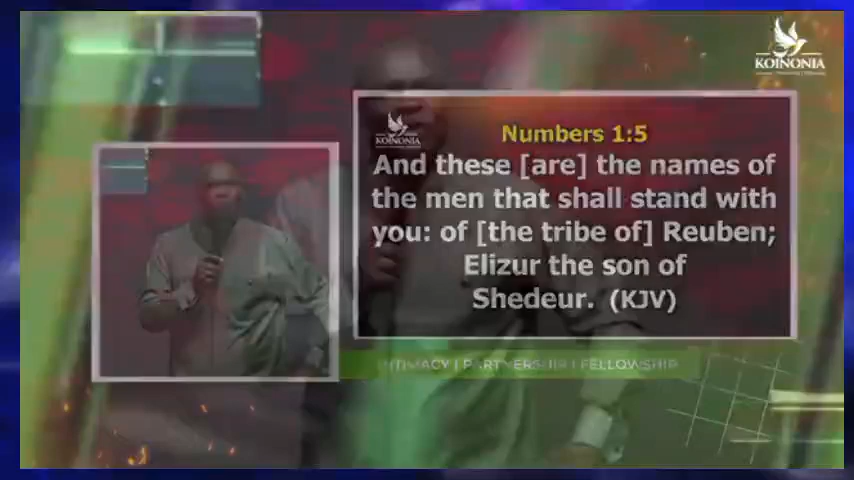 KOINONIA
KOINONIA
Numbers 1:5
And these [are] the names of
the men that shall stand with
you: of [the tribe of] Reuben;
Elizur the son of
Shedeur. (KJV)
INTIMACY | PARTNERSHIP | FELLOWSHIP